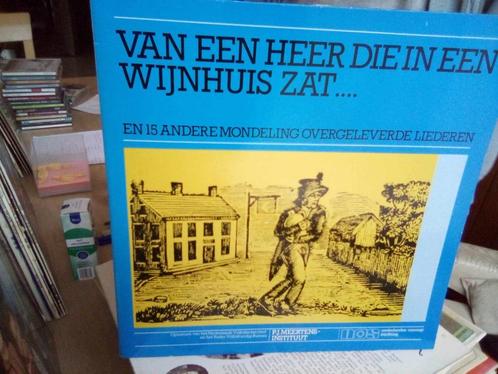 VAN EEN HEER DIE IN EEN
WIJNHUIS ZAT....
EN 15 ANDERE MONDELING OVERGELEVERDE LIEDEREN
P.J. MEERTENS-
INSTITUUT